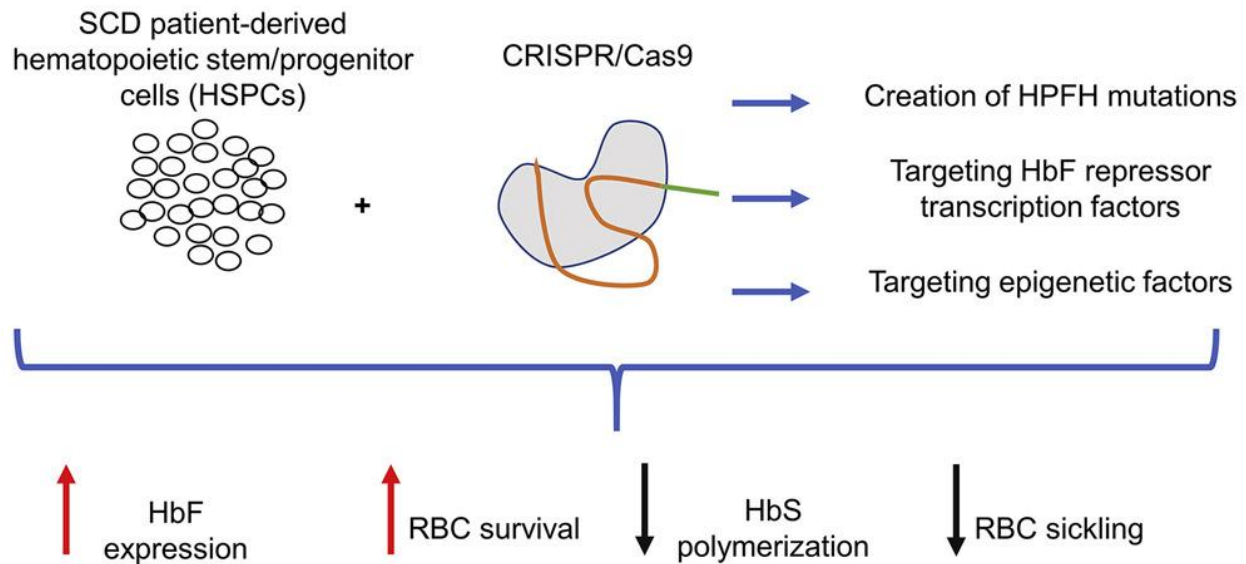 SCD patient-derived
hematopoietic stem/progenitor
cells (HSPCs)
CRISPR/Cas9
+
Creation of HPFH mutations
Targeting HbF repressor
transcription factors
Targeting epigenetic factors
HbF
expression
RBC survival
HbS
polymerization
RBC sickling